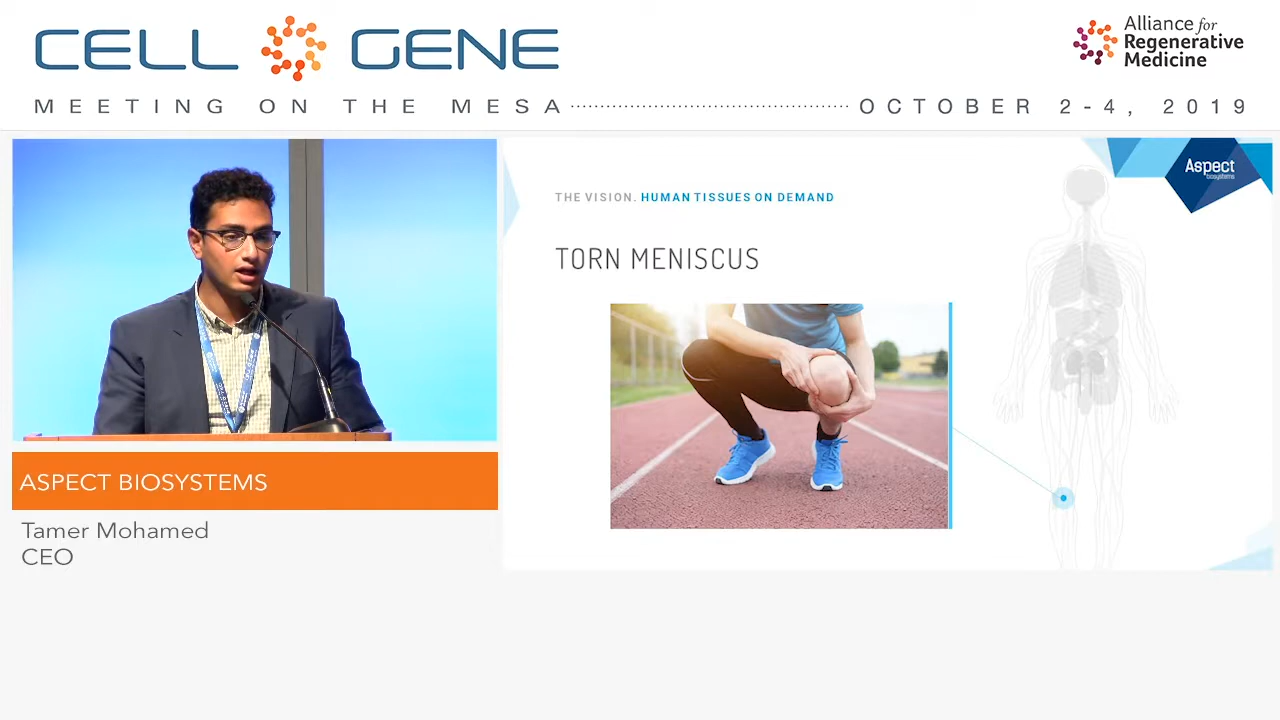 CELL GENE
Alliance for
Regenerative
Medicine
MEETING ON THE MESA
OCTOBER 2-4, 2019
Aspect
biosystems
THE VISION. HUMAN TISSUES ON DEMAND
TORN MENISCUS
ASPECT BIOSYSTEMS
Tamer Mohamed
CEO